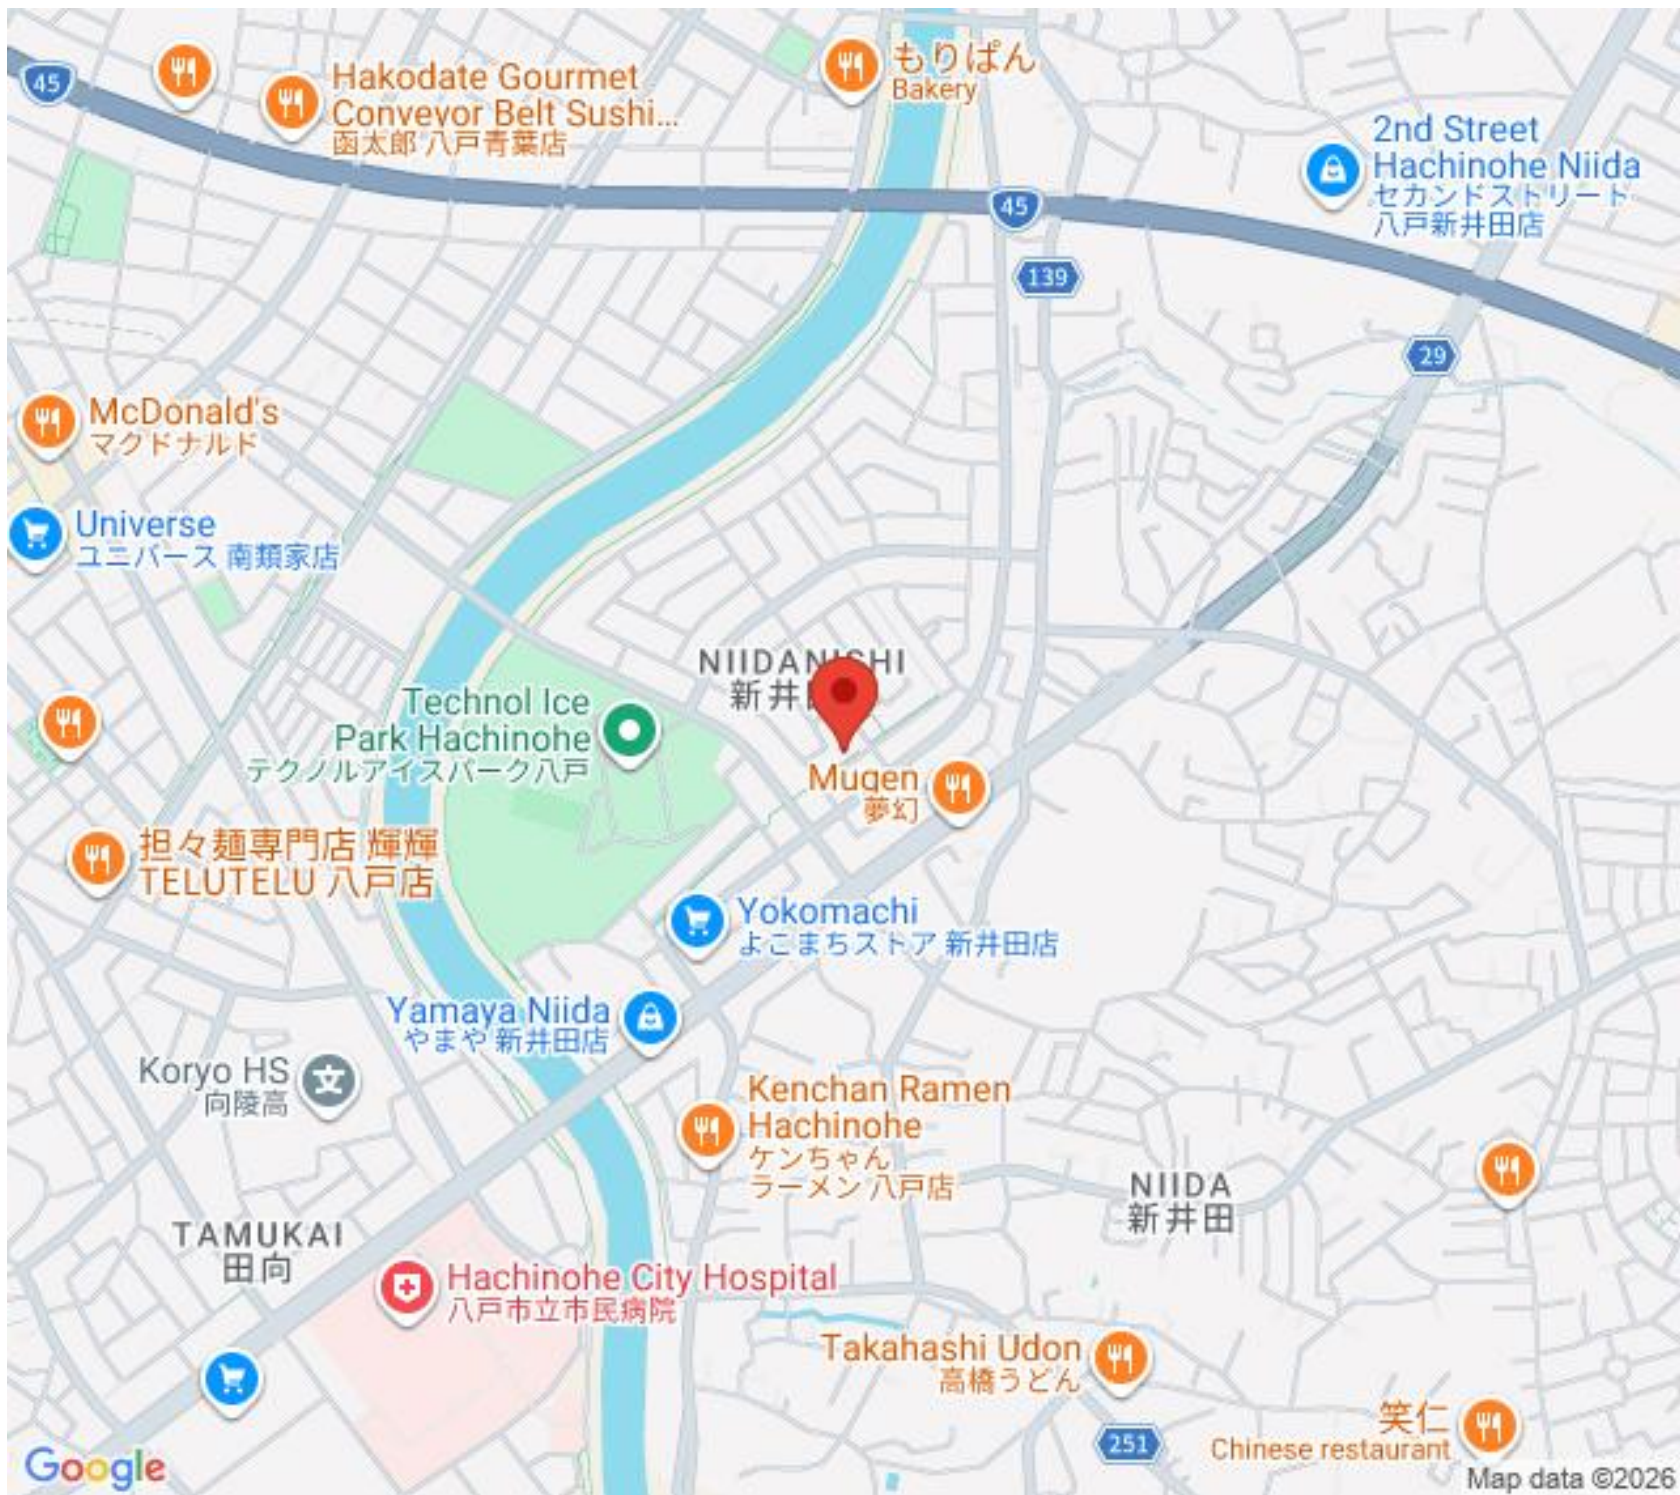 45
Hakodate Gourmet
Conveyor Belt Sushi...
函太郎 八戸青葉店
もりぱん
Bakery
2nd Street
Hachinohe Niida
セカンドストリート
八戸新井田店
45
139
29
McDonald's
マクドナルド
Universe
ユニバース 南類家店
NIIDANISHI
新井
Technol Ice
Park Hachinohe
テクノルアイスパーク八戸
Mugen
夢幻
担々麺専門店 輝輝
TELUTELU 八戸店
Yokomachi
よこまちストア 新井田店
Yamaya Niida
やまや 新井田店
Koryo HS
向陵高
Kenchan Ramen
Hachinohe
ケンちゃん
ラーメン 八戸店
NIIDA
新井田
TAMUKAI
田向
Hachinohe City Hospital
八戸市立市民病院
Takahashi Udon
高橋うどん
笑仁
Chinese restaurant
251
Google
Map data ©2026